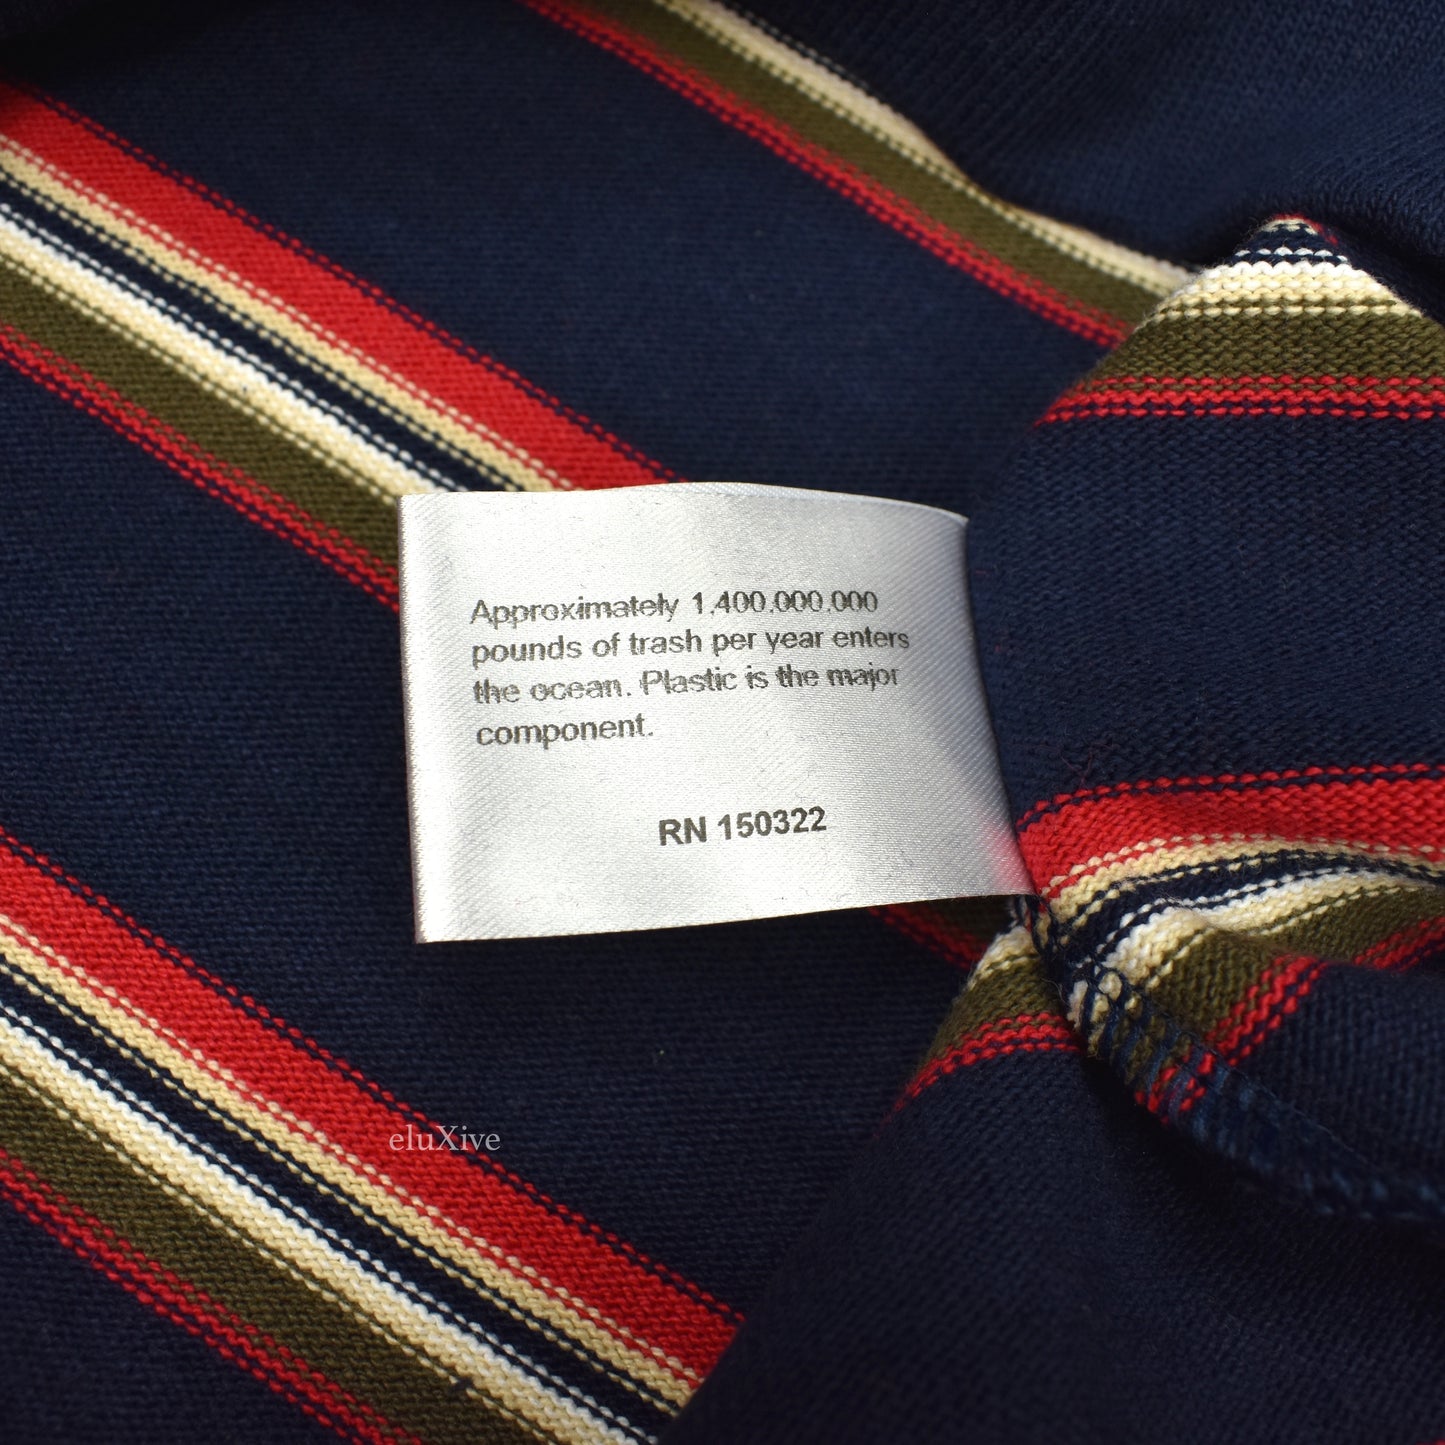 Approximately 1,400,000,000
pounds of trash per year enters
the ocean. Plastic is the major
component.
RN 150322
eluXive